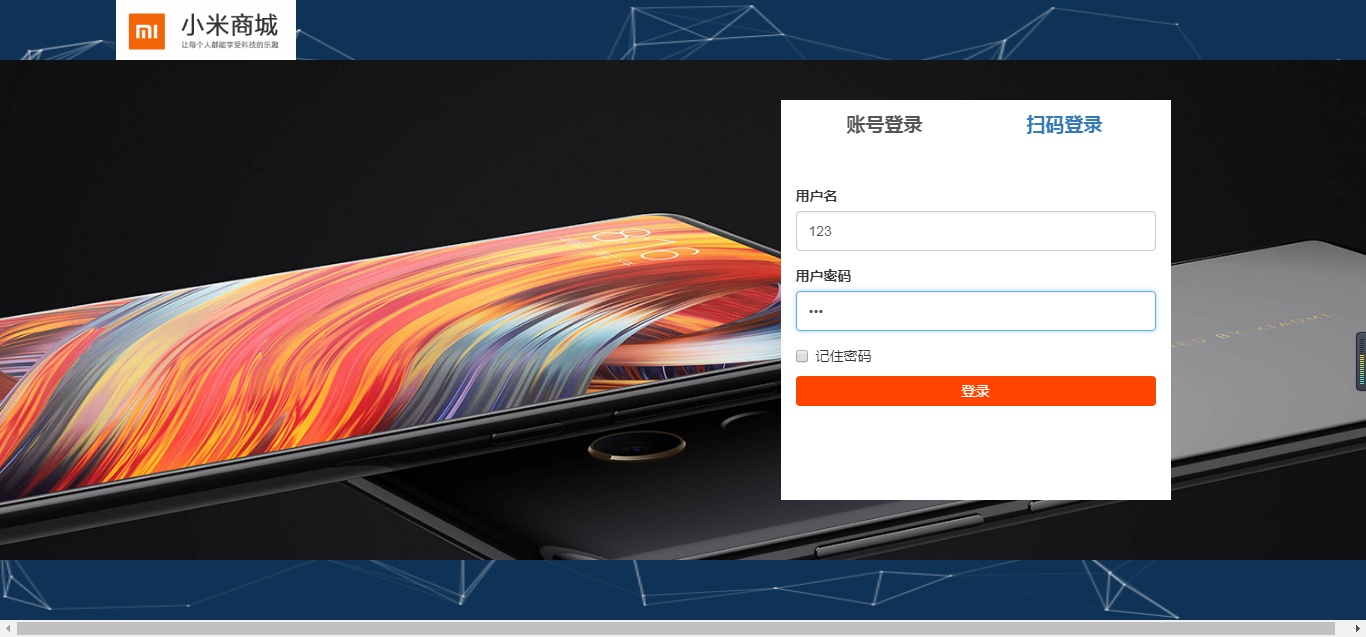 mi
小米商城
让每个人都能享受科技的乐趣
账号登录 扫码登录
用户名
123
8:16
用户密码
•••
BY XIAOMI
记住密码
登录